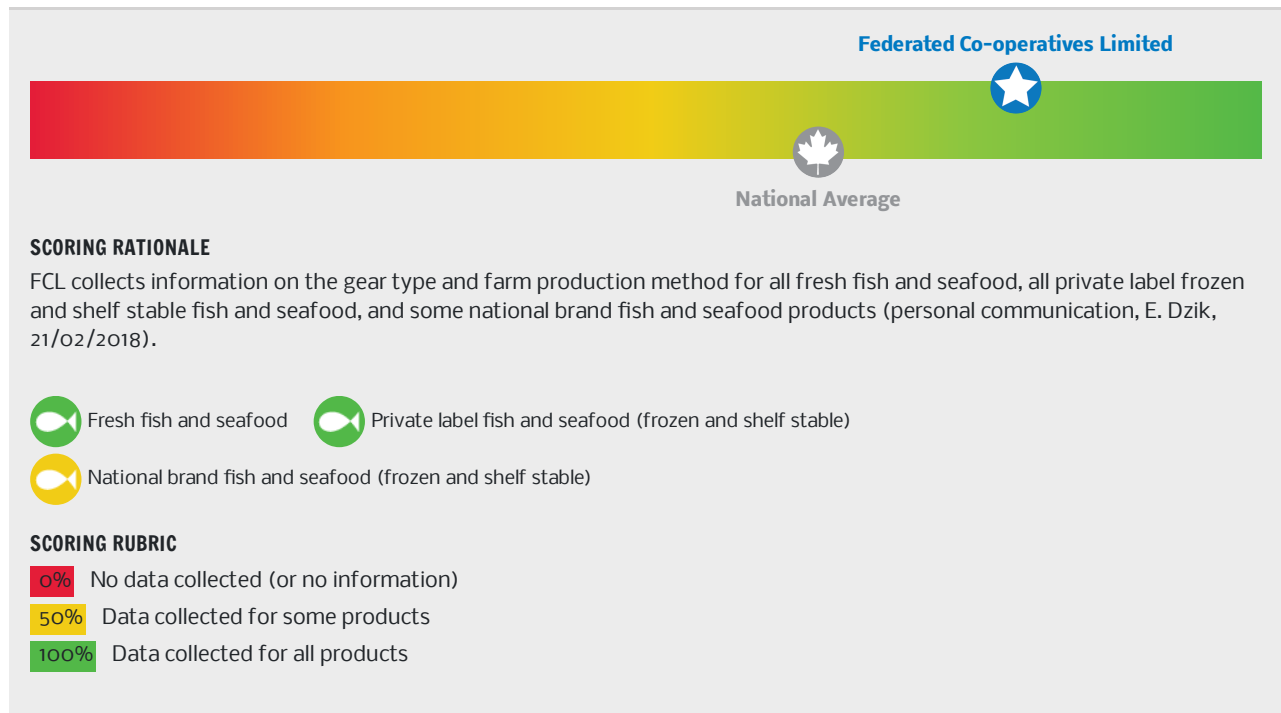 Federated Co-operatives Limited
National Average
SCORING RATIONALE
FCL collects information on the gear type and farm production method for all fresh fish and seafood, all private label frozen
and shelf stable fish and seafood, and some national brand fish and seafood products (personal communication, E. Dzik,
21/02/2018).
Fresh fish and seafood Private label fish and seafood (frozen and shelf stable)
National brand fish and seafood (frozen and shelf stable)
SCORING RUBRIC
0% No data collected (or no information)
50% Data collected for some products
100% Data collected for all products